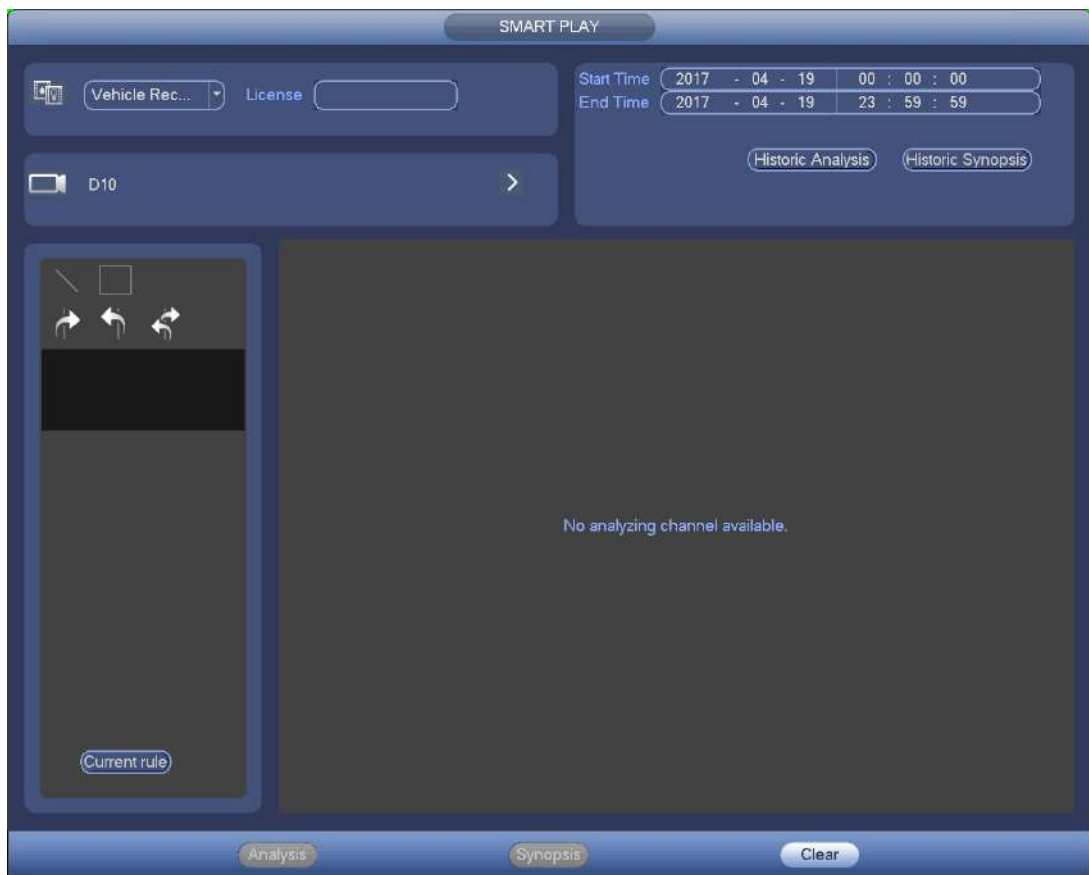 SMART PLAY
Vehicle Rec... License
Start Time 2017 - 04 - 19 00 : 00 : 00
End Time 2017 - 04 - 19 23 : 59 : 59
Historic Analysis Historic Synopsis
D10
No analyzing channel available.
Current rule
Analysis Synopsis Clear